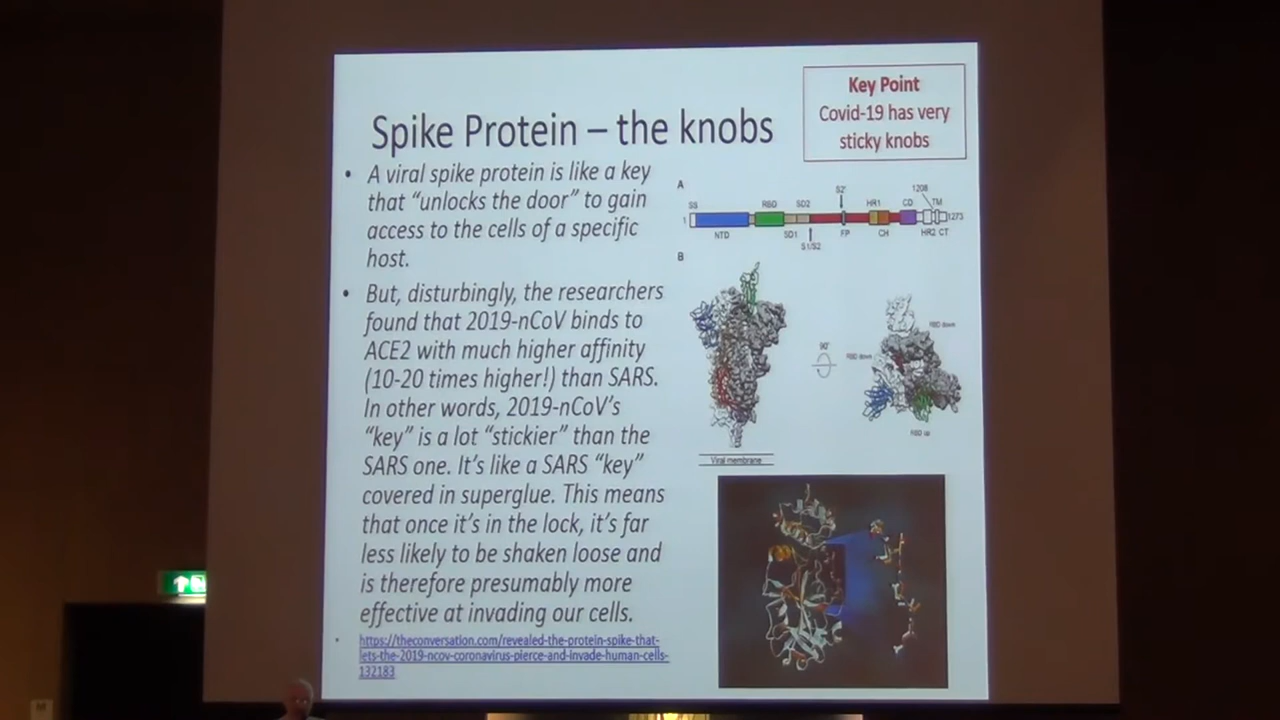 Key Point
Covid-19 has very
sticky knobs
Spike Protein – the knobs
• A viral spike protein is like a key
that “unlocks the door” to gain
access to the cells of a specific
host.
• But, disturbingly, the researchers
found that 2019-nCoV binds to
ACE2 with much higher affinity
(10-20 times higher!) than SARS.
In other words, 2019-nCoV’s
“key” is a lot “stickier” than the
SARS one. It’s like a SARS “key”
covered in superglue. This means
that once it’s in the lock, it’s far
less likely to be shaken loose and
is therefore presumably more
effective at invading our cells.
• https://theconversation.com/revealed-the-protein-spike-that-
lets-the-2019-ncov-coronavirus-pierce-and-invade-human-cells-
132183
A
S2' 1208
SS RBD SD2 HR1 CD TM
1 1273
NTD SD1 FP CH HR2 CT
S1/S2
B
RBD down
90°
RBD down
RBD up
Viral membrane